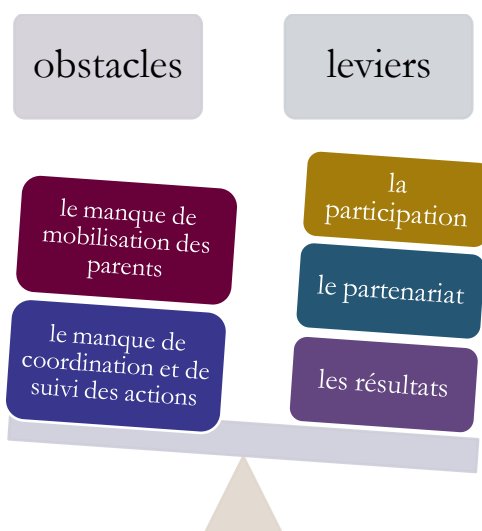 obstacles
leviers
le manque de
mobilisation des
parents
le manque de
coordination et de
suivi des actions
la
participation
le partenariat
les résultats